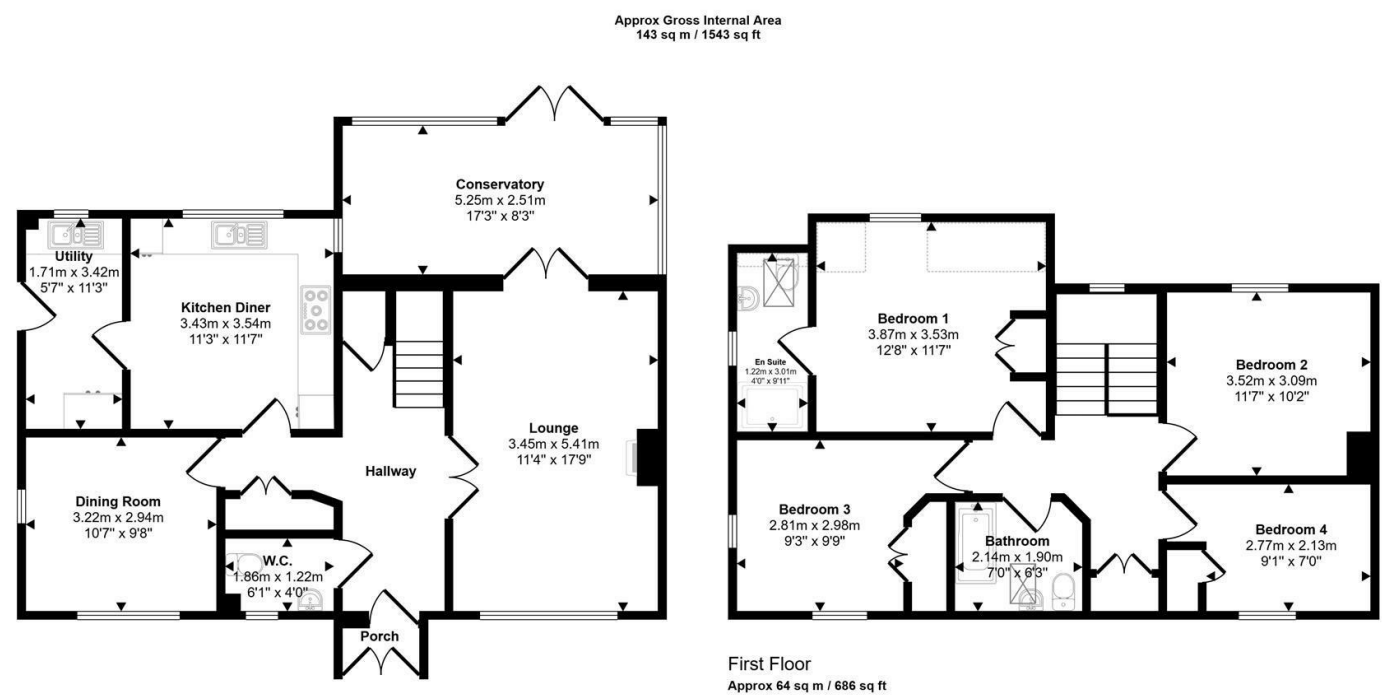 Approx Gross Internal Area
143 sq m / 1543 sq ft
Conservatory
5.25m x 2.51m
17'3" x 8'3"
Utility
1.71m x 3.42m
5'7" x 11'3"
Kitchen Diner
3.43m x 3.54m
11'3" x 11'7"
Lounge
3.45m x 5.41m
11'4" x 17'9"
Hallway
Dining Room
3.22m x 2.94m
10'7" x 9'8"
W.C.
1.86m x 1.22m
6'1" x 4'0"
Porch
Bedroom 1
3.87m x 3.53m
12'8" x 11'7"
En Suite
1.22m x 3.01m
4'0" x 9'11"
Bedroom 2
3.52m x 3.09m
11'7" x 10'2"
Bedroom 3
2.81m x 2.98m
9'3" x 9'9"
Bathroom
2.14m x 1.90m
7'0" x 6'3"
Bedroom 4
2.77m x 2.13m
9'1" x 7'0"
First Floor
Approx 64 sq m / 686 sq ft